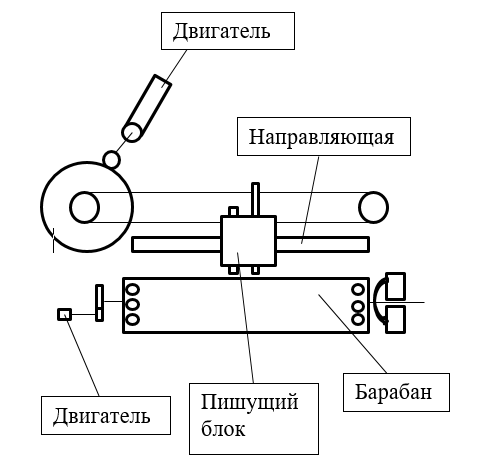 Двигатель
Направляющая
Барабан
Пишущий
блок
Двигатель